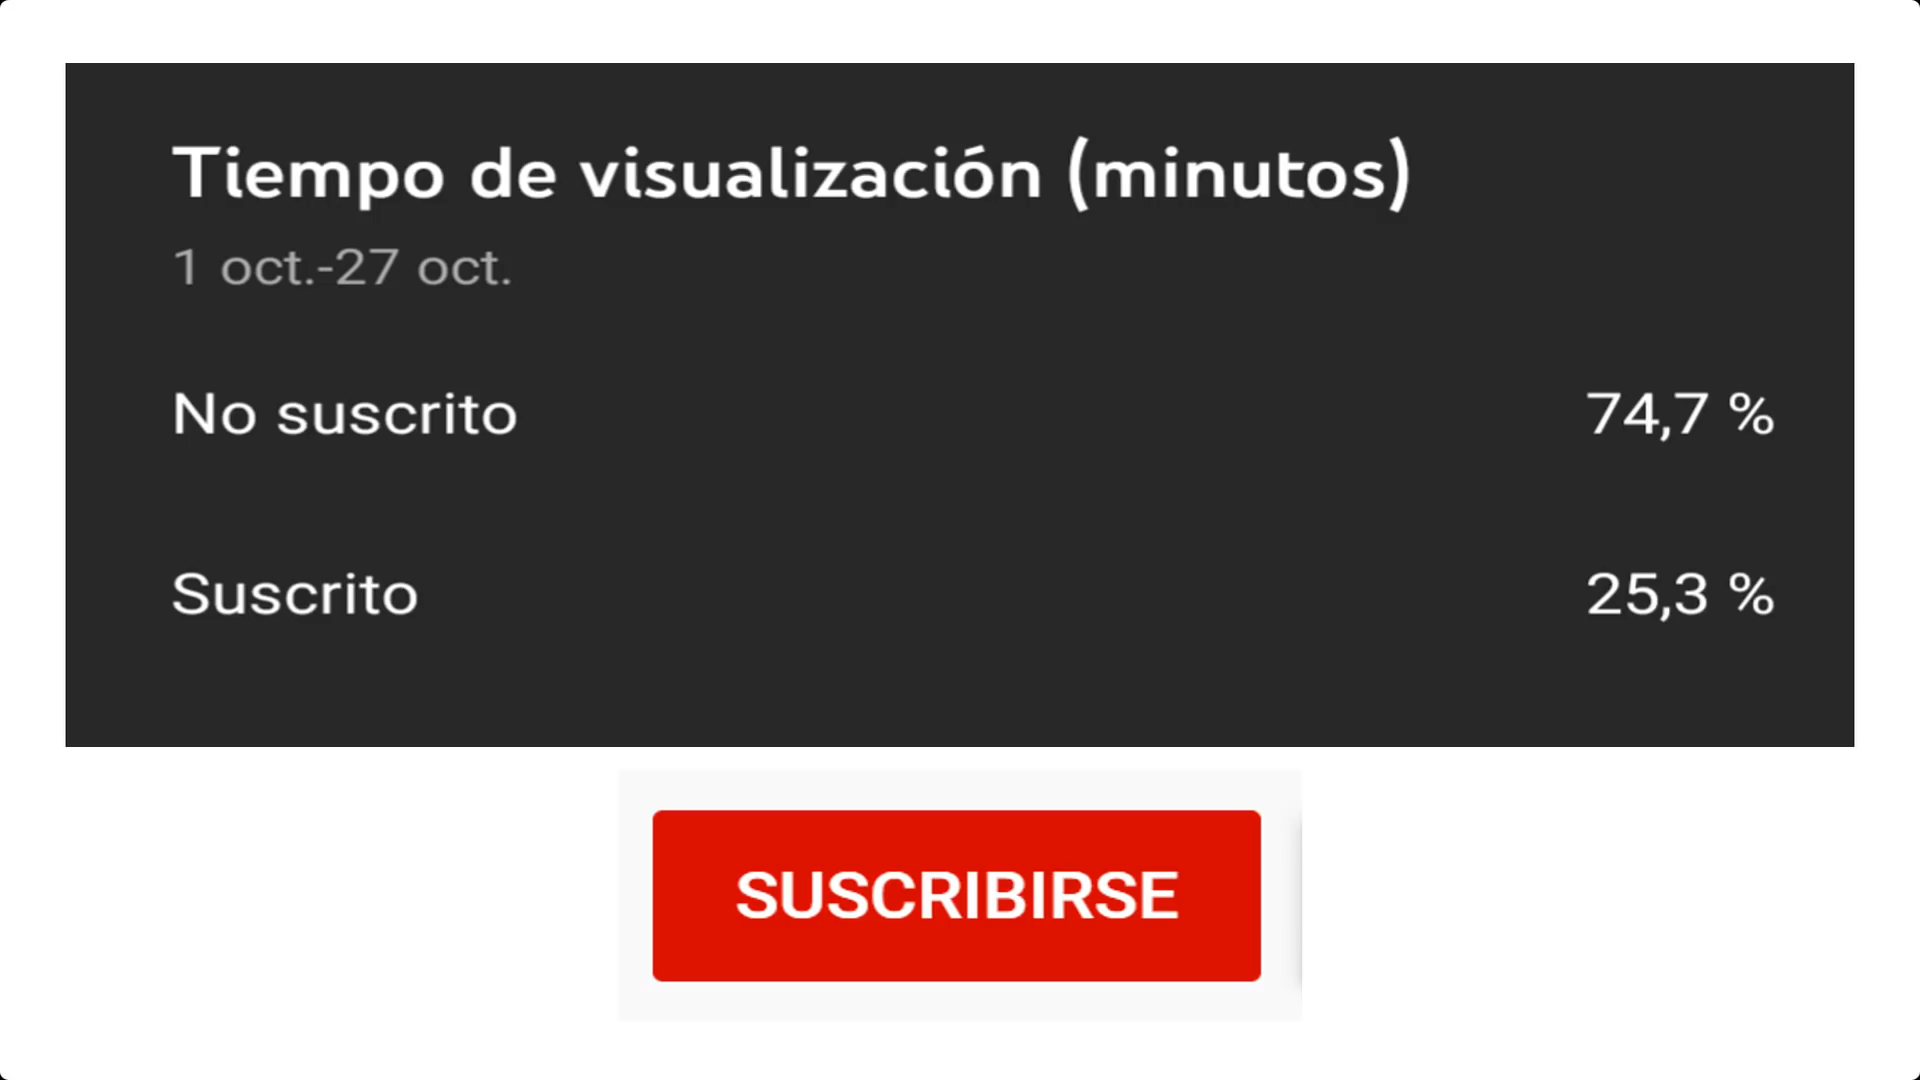 Tiempo de visualización (minutos)
1 oct.-27 oct.
No suscrito 74,7 %
Suscrito 25,3 %
SUSCRIBIRSE